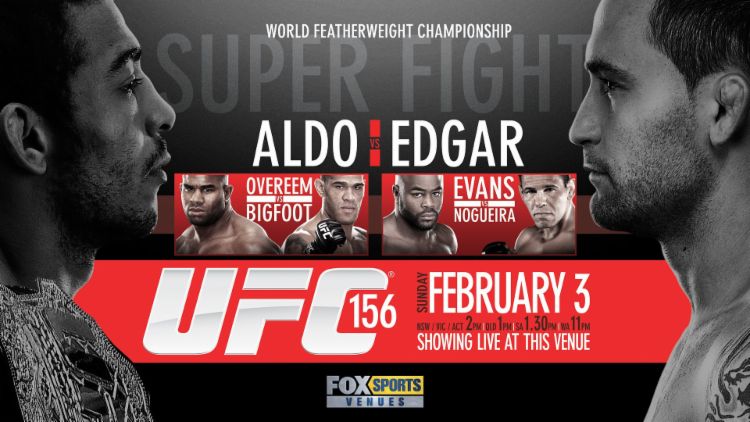 WORLD FEATHERWEIGHT CHAMPIONSHIP
SUPER FIGHT
ALDO VS EDGAR
OVEREEM
VS
BIGFOOT
EVANS
VS
NOGUEIRA
UFC
UFC® 156
SUNDAY
FEBRUARY 3
NSW / VIC / ACT 2PM | QLD 1PM | SA 1.30PM | WA 11PM
SHOWING LIVE AT THIS VENUE
FOX SPORTS
VENUES